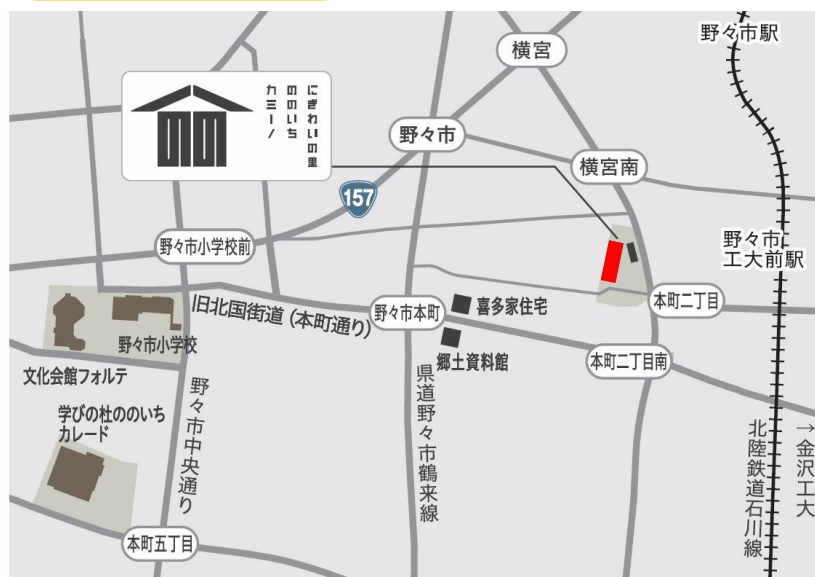 横宮
野々市駅
にぎわいの里
ののいち
カミーノ
野々市
横宮南
157
野々市小学校前
野々市
工大前駅
旧北国街道（本町通り）
野々市本町
喜多家住宅
本町二丁目
野々市小学校
郷土資料館
本町二丁目南
文化会館フォルテ
学びの杜ののいち
カレード
野々市中央通り
県道野々市鶴来線
北陸鉄道石川線
→金沢工大
本町五丁目